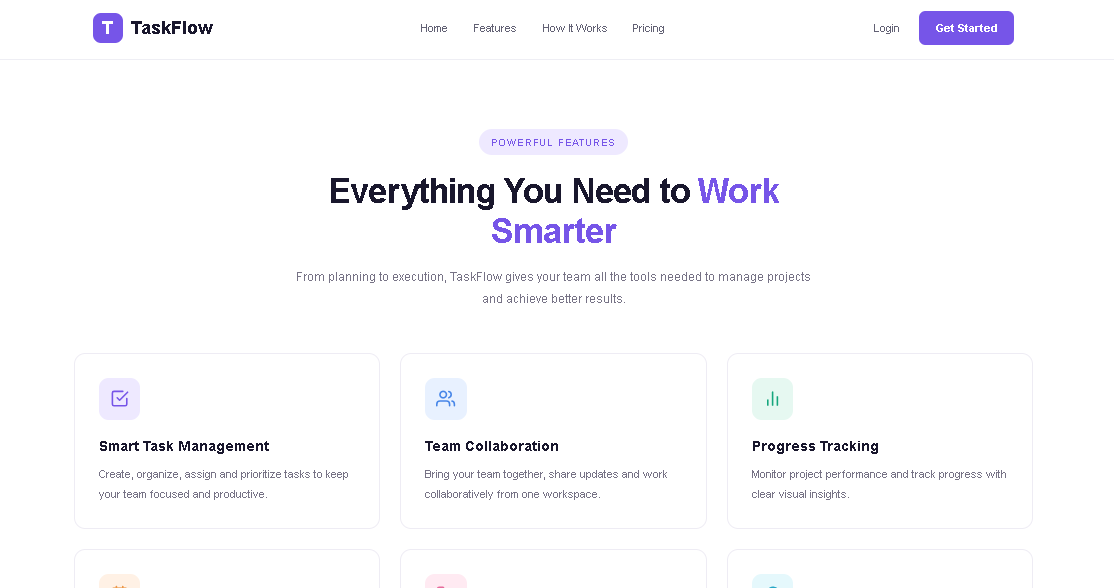 T TaskFlow
Home Features How It Works Pricing
Login Get Started
POWERFUL FEATURES
Everything You Need to Work
Smarter
From planning to execution, TaskFlow gives your team all the tools needed to manage projects
and achieve better results.
Smart Task Management
Create, organize, assign and prioritize tasks to keep
your team focused and productive.
Team Collaboration
Bring your team together, share updates and work
collaboratively from one workspace.
Progress Tracking
Monitor project performance and track progress with
clear visual insights.